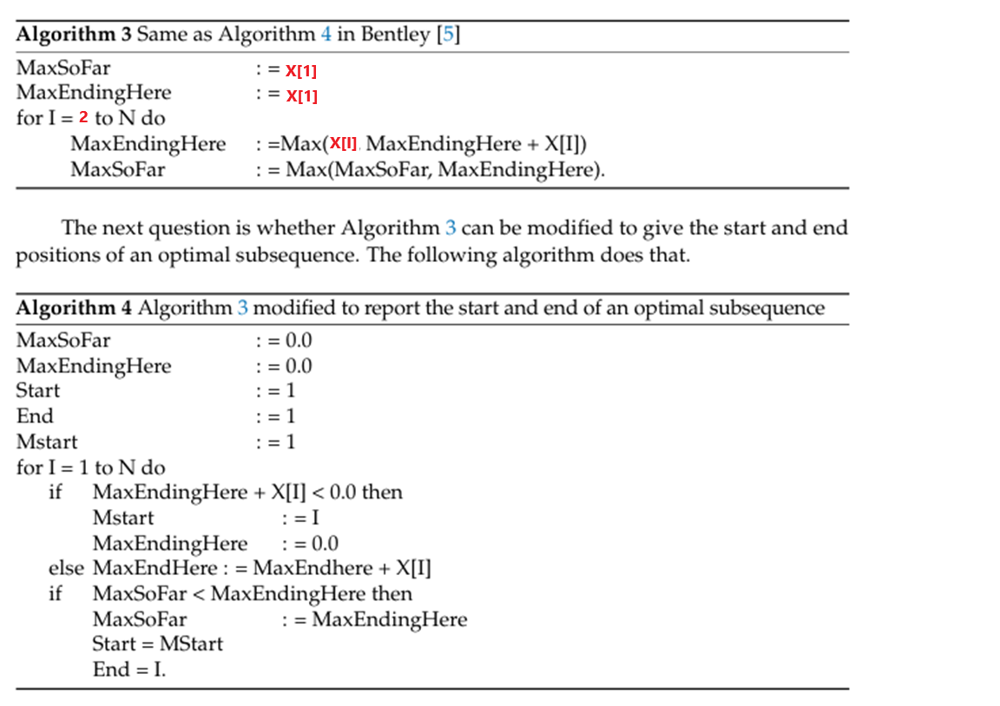 Algorithm 3 Same as Algorithm 4 in Bentley [5]
MaxSoFar : = X[1]
MaxEndingHere : = X[1]
for I = 2 to N do
MaxEndingHere : =Max(X[I], MaxEndingHere + X[I])
MaxSoFar : = Max(MaxSoFar, MaxEndingHere).
The next question is whether Algorithm 3 can be modified to give the start and end
positions of an optimal subsequence. The following algorithm does that.
Algorithm 4 Algorithm 3 modified to report the start and end of an optimal subsequence
MaxSoFar : = 0.0
MaxEndingHere : = 0.0
Start : = 1
End : = 1
Mstart : = 1
for I = 1 to N do
if MaxEndingHere + X[I] < 0.0 then
Mstart : = I
MaxEndingHere : = 0.0
else MaxEndHere : = MaxEndhere + X[I]
if MaxSoFar < MaxEndingHere then
MaxSoFar : = MaxEndingHere
Start = MStart
End = I.